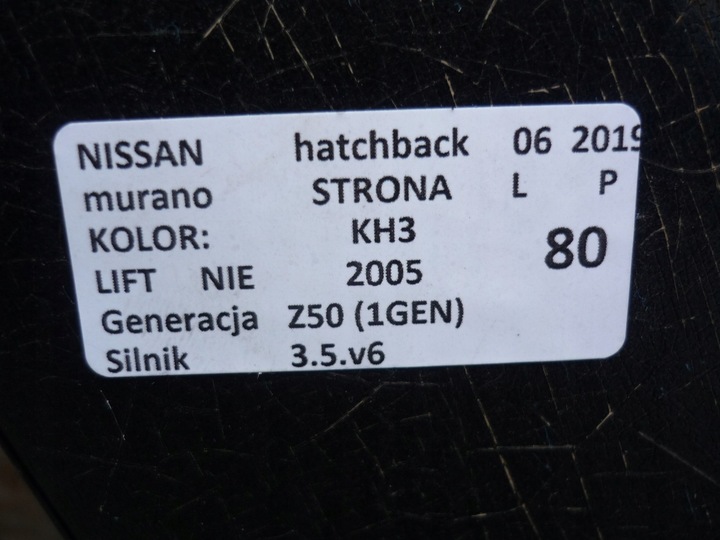 NISSAN hatchback 06 2019
murano STRONA L P
KOLOR: KH3 80
LIFT NIE 2005
Generacja Z50 (1GEN)
Silnik 3.5.v6